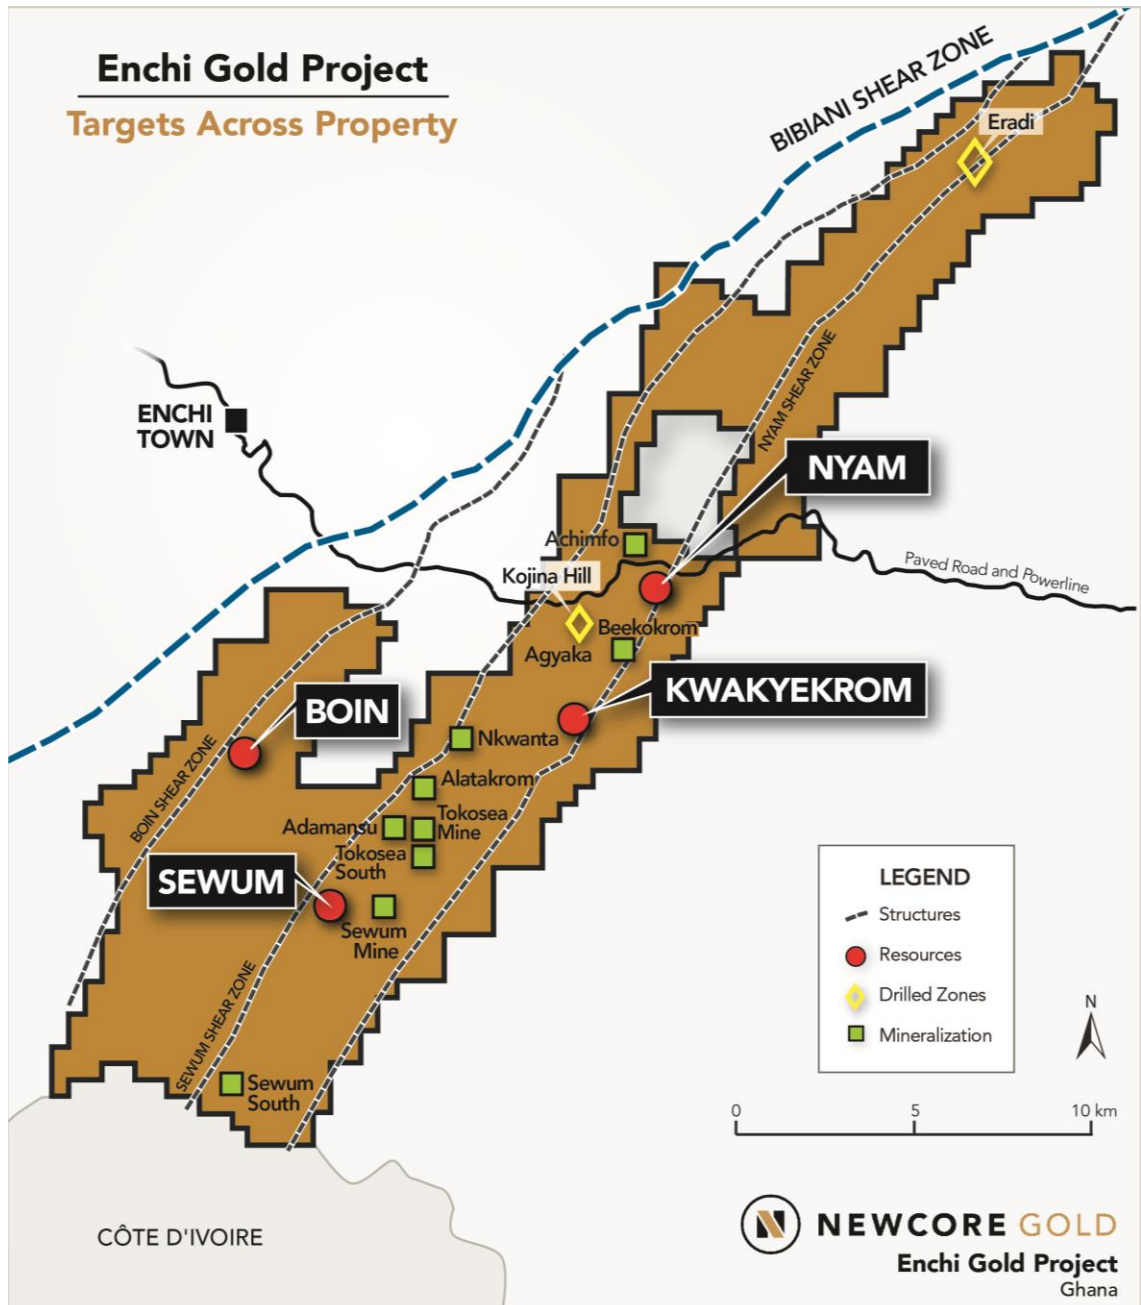 Enchi Gold Project
Targets Across Property
BIBIANI SHEAR ZONE
Eradi
ENCHI
TOWN
NYAM SHEAR ZONE
NYAM
Achimfo
Paved Road and Powerline
Kojina Hill
Beekokrom
Agyaka
KWAKYEKROM
BOIN
Nkwanta
BOIN SHEAR ZONE
Alatakrom
Adamansu
Tokosea
Mine
Tokosea
South
SEWUM
Sewum
Mine
SEWUM SHEAR ZONE
Sewum
South
LEGEND
Structures
Resources
Drilled Zones
Mineralization
N
0 5 10 km
CÔTE D'IVOIRE
N NEWCORE GOLD
Enchi Gold Project
Ghana